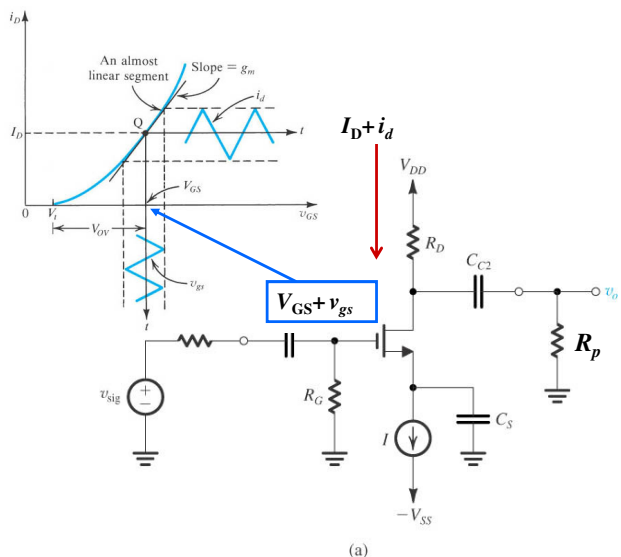 i_D
An almost
linear segment
Slope = g_m
i_d
Q
I_D
t
I_D + i_d
V_GS
0
V_t
v_GS
V_OV
v_gs
t
V_GS + v_gs
V_DD
R_D
C_C2
v_o
R_p
v_sig
+
−
R_G
I
C_S
−V_SS
(a)